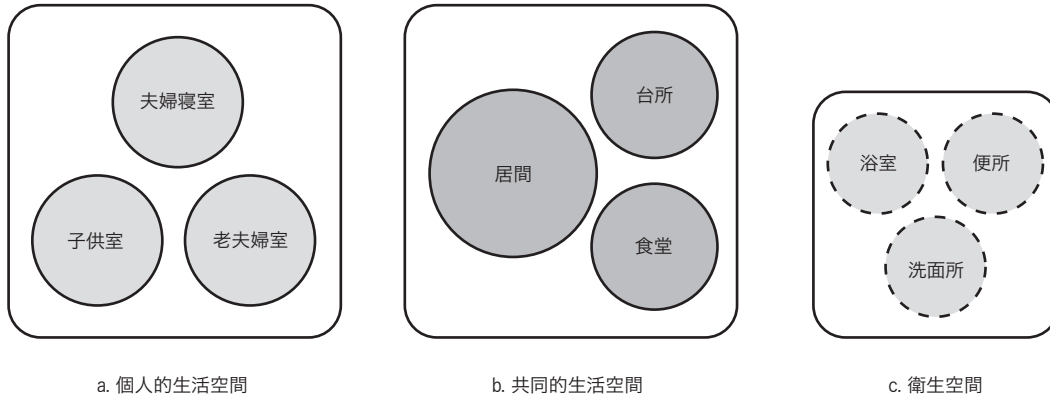 夫婦寝室
子供室
老夫婦室
a. 個人的生活空間
居間
台所
食堂
b. 共同的生活空間
浴室
便所
洗面所
c. 衛生空間